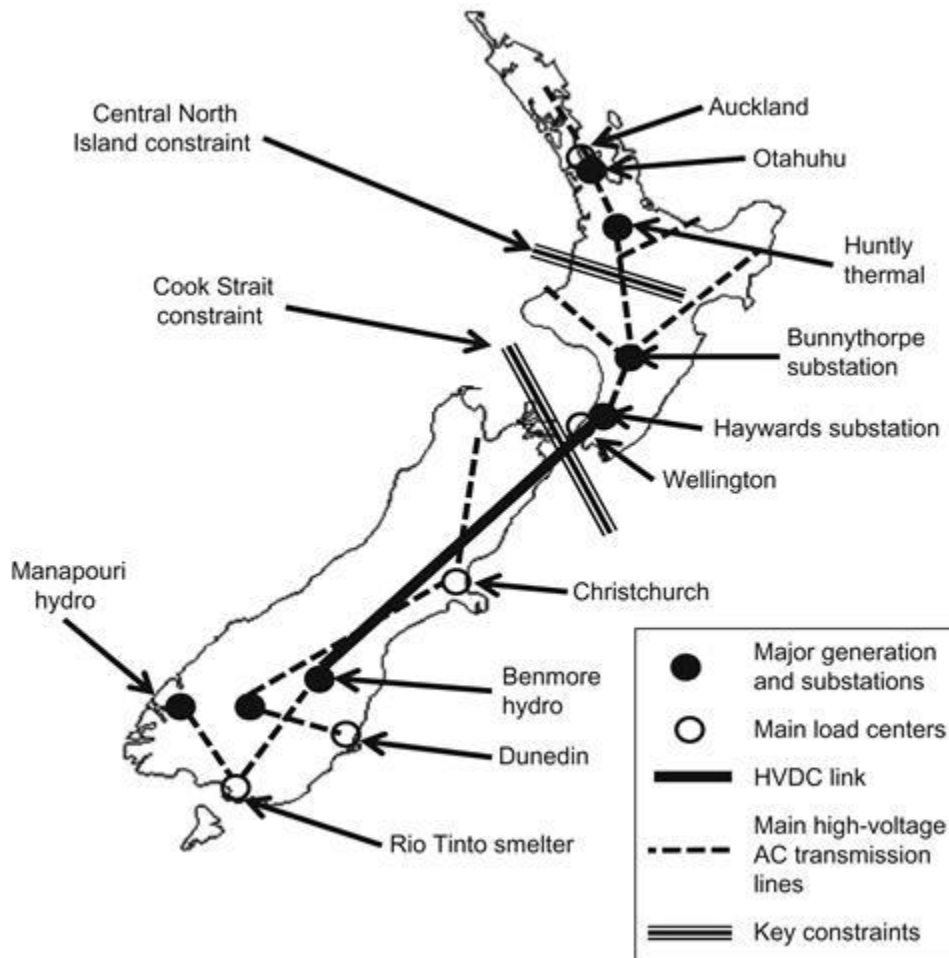 Auckland
Central North
Island constraint
Otahuhu
Huntly
thermal
Cook Strait
constraint
Bunnythorpe
substation
Haywards substation
Wellington
Manapouri
hydro
Christchurch
Benmore
hydro
Dunedin
Rio Tinto smelter
Major generation
and substations
Main load centers
HVDC link
Main high-voltage
AC transmission
lines
Key constraints